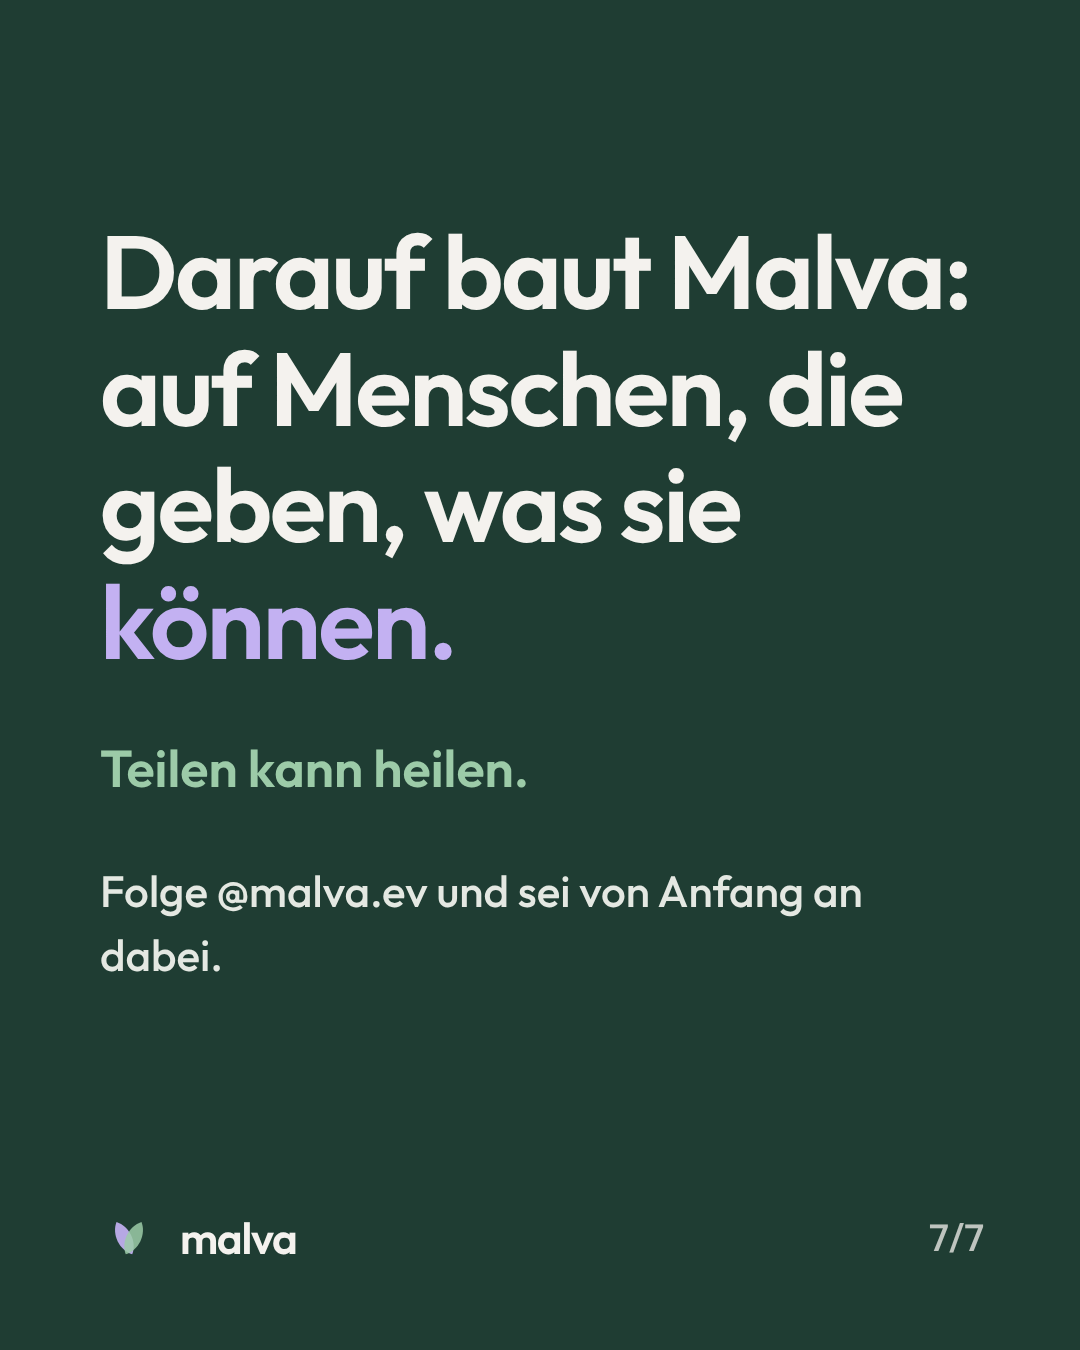 Darauf baut Malva:
auf Menschen, die
geben, was sie
können.
Teilen kann heilen.
Folge @malva.ev und sei von Anfang an
dabei.
malva
7/7